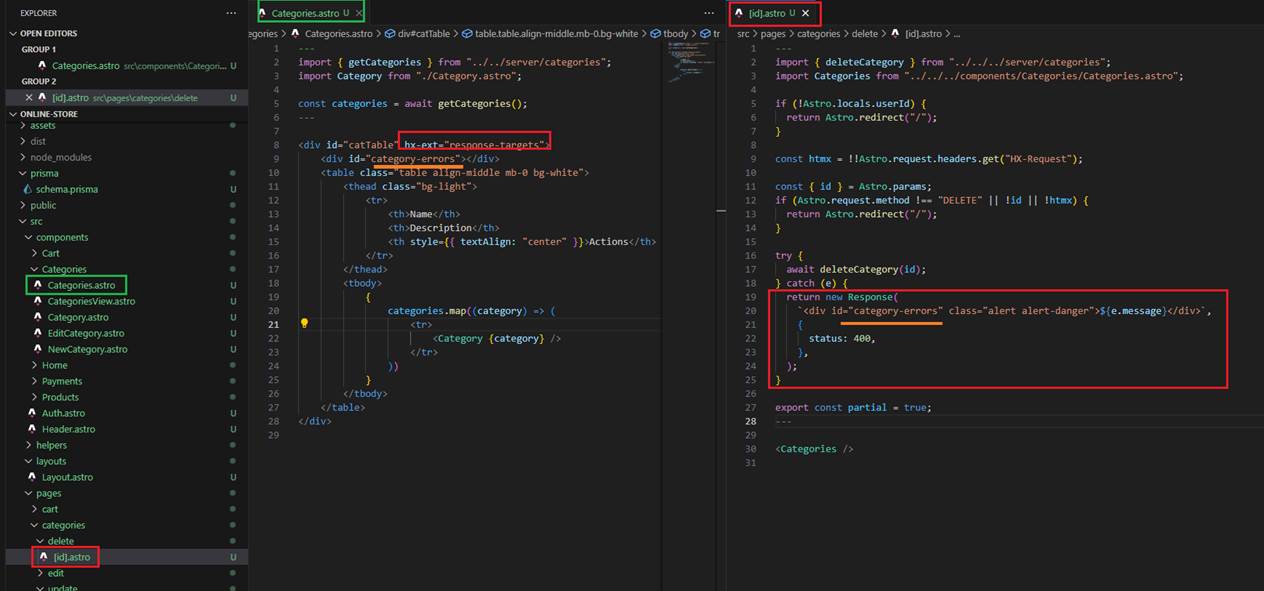 EXPLORER
...
OPEN EDITORS
GROUP 1
Categories.astro src\components\Categori... U
GROUP 2
[id].astro src\pages\categories\delete U
ONLINE-STORE
assets
dist
node_modules
prisma
schema.prisma U
public
src
components
Cart
Categories
Categories.astro U
CategoriesView.astro U
Category.astro U
EditCategory.astro U
NewCategory.astro U
Home
Payments
Products
Auth.astro U
Header.astro U
helpers
layouts
Layout.astro U
pages
cart
categories
delete
[id].astro U
edit
update
Categories.astro U
...
egories > Categories.astro > div#catTable > table.table.align-middle.mb-0.bg-white > tbody > tr
1 ---
2 import { getCategories } from "../../server/categories";
3 import Category from "./Category.astro";
4
5 const categories = await getCategories();
6 ---
7
8 <div id="catTable" hx-ext="response-targets">
9 <div id="category-errors"></div>
10 <table class="table align-middle mb-0 bg-white">
11 <thead class="bg-light">
12 <tr>
13 <th>Name</th>
14 <th>Description</th>
15 <th style={{ textAlign: "center" }}>Actions</th>
16 </tr>
17 </thead>
18 <tbody>
19 {
20 categories.map((category) => (
21 <tr>
22 <Category {category} />
23 </tr>
24 ))
25 }
26 </tbody>
27 </table>
28 </div>
29
[id].astro U
src > pages > categories > delete > [id].astro > ...
1 ---
2 import { deleteCategory } from "../../../server/categories";
3 import Categories from "../../../components/Categories/Categories.astro";
4
5 if (!Astro.locals.userId) {
6 return Astro.redirect("/");
7 }
8
9 const htmx = !!Astro.request.headers.get("HX-Request");
10
11 const { id } = Astro.params;
12 if (Astro.request.method !== "DELETE" || !id || !htmx) {
13 return Astro.redirect("/");
14 }
15
16 try {
17 await deleteCategory(id);
18 } catch (e) {
19 return new Response(
20 `<div id="category-errors" class="alert alert-danger">${e.message}</div>`,
21 {
22 status: 400,
23 },
24 );
25 }
26
27 export const partial = true;
28 ---
29
30 <Categories />
31